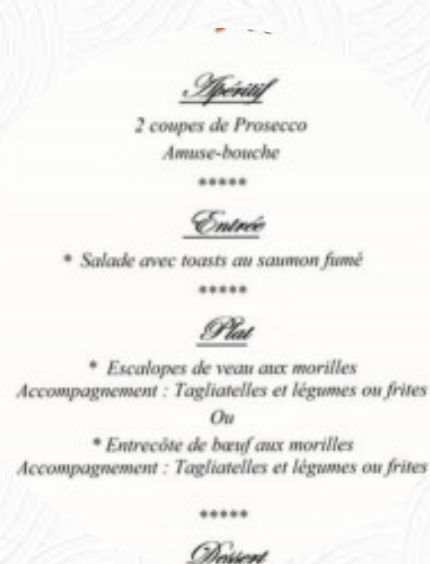 Apéritif
2 coupes de Prosecco
Amuse-bouche
*****
Entrée
* Salade avec toasts au saumon fumé
*****
Plat
* Escalopes de veau aux morilles
Accompagnement : Tagliatelles et légumes ou frites
Ou
* Entrecôte de bœuf aux morilles
Accompagnement : Tagliatelles et légumes ou frites
*****
Dessert